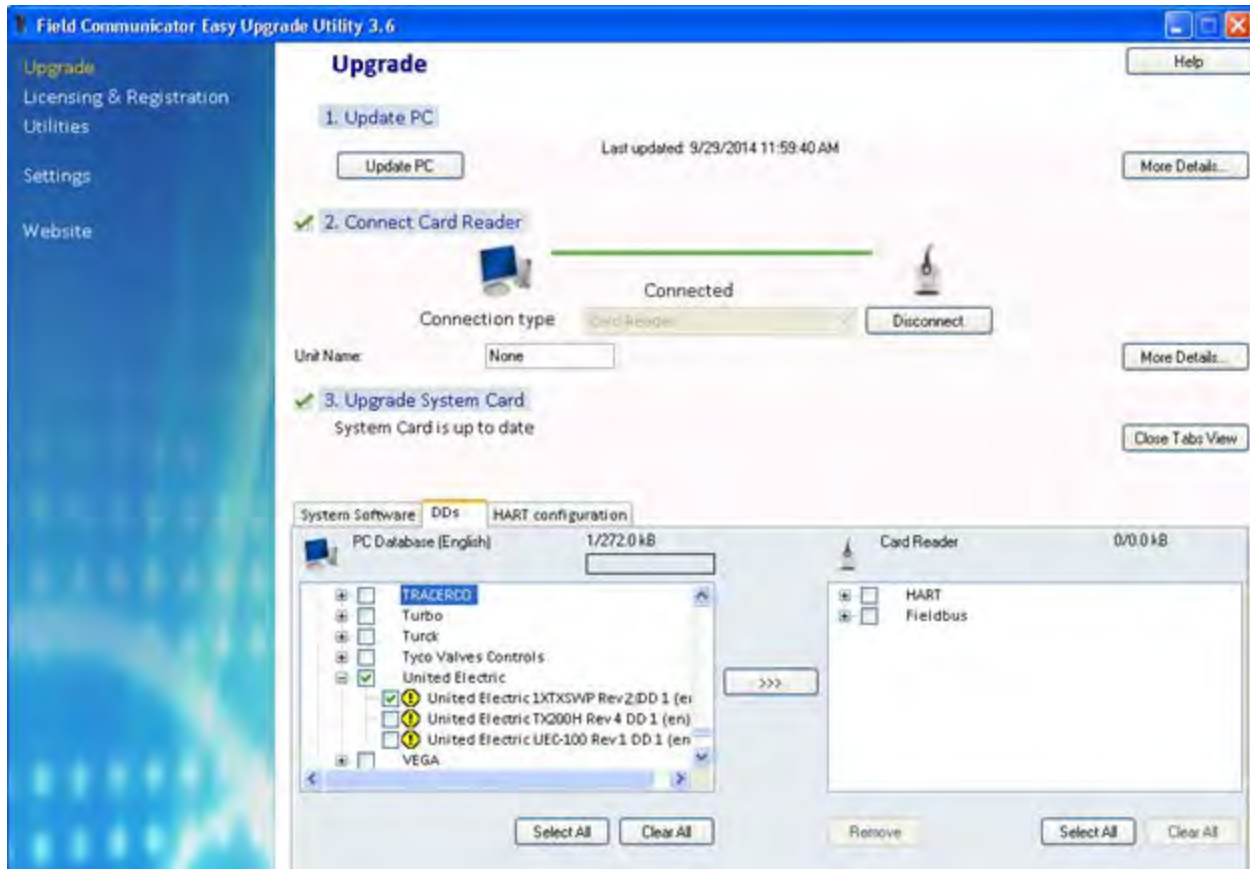 Field Communicator Easy Upgrade Utility 3.6
Upgrade
Licensing & Registration
Utilities
Settings
Website
Upgrade
Help
1. Update PC
Last updated: 9/29/2014 11:59:40 AM
Update PC
More Details...
2. Connect Card Reader
Connected
Connection type
Card Reader
Disconnect
Unit Name:
None
More Details...
3. Upgrade System Card
System Card is up to date
Close Tabs View
System Software
DDs
HART configuration
PC Database (English)
1/272.0 kB
TRACERCO
Turbo
Turck
Tyco Valves Controls
United Electric
United Electric 1XTXSWP Rev 2 DD 1 (en
United Electric TX200H Rev 4 DD 1 (en)
United Electric UEC-100 Rev 1 DD 1 (en
VEGA
Select All
Clear All
>>>
Card Reader
0/0.0 kB
HART
Fieldbus
Remove
Select All
Clear All